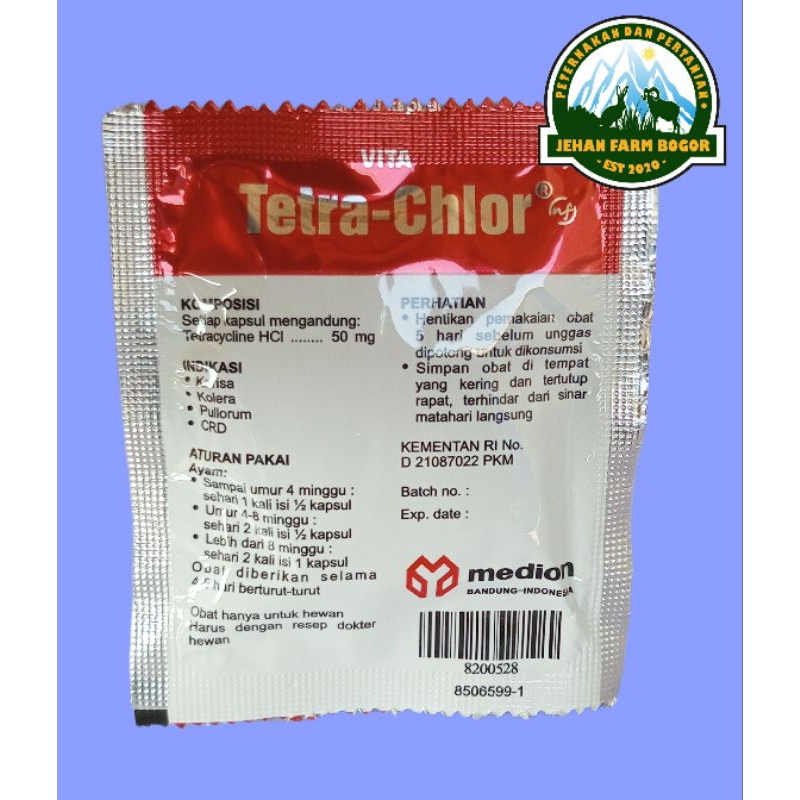 PETERNAKAN DAN PERTANIAN
JEHAN FARM BOGOR
- EST 2020 -
VITA
Tetra-Chlor®
KOMPOSISI
Setiap kapsul mengandung:
Tetracycline HCl ........ 50 mg
INDIKASI
• Korisa
• Kolera
• Pullorum
• CRD
ATURAN PAKAI
Ayam:
• Sampai umur 4 minggu :
sehari 1 kali isi ½ kapsul
• Umur 4-8 minggu :
sehari 2 kali isi ½ kapsul
• Lebih dari 8 minggu :
sehari 2 kali isi 1 kapsul
Obat diberikan selama
4-5 hari berturut-turut
Obat hanya untuk hewan
Harus dengan resep dokter
hewan
PERHATIAN
• Hentikan pemakaian obat
5 hari sebelum unggas
dipotong untuk dikonsumsi
• Simpan obat di tempat
yang kering dan tertutup
rapat, terhindar dari sinar
matahari langsung
KEMENTAN RI No.
D 21087022 PKM
Batch no. :
Exp. date :
medion
BANDUNG-INDONESIA
8200528
8506599-1